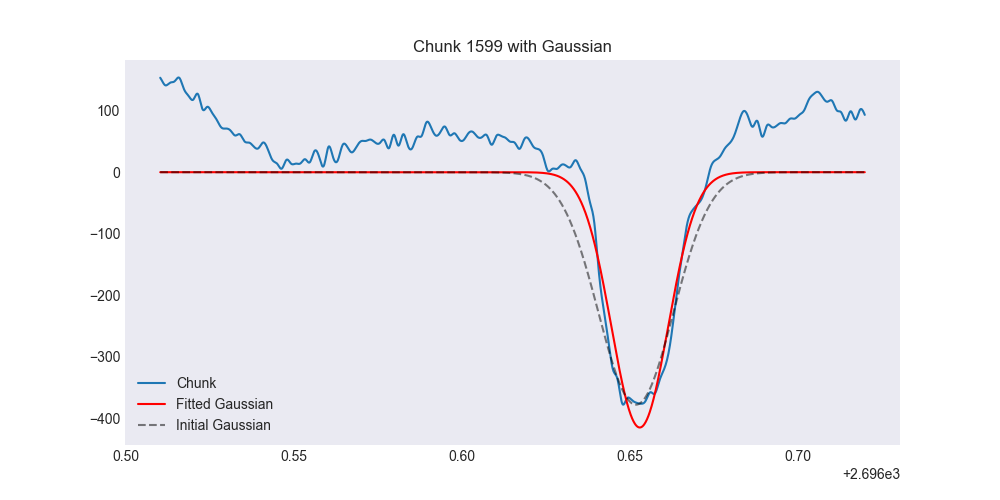 Chunk 1599 with Gaussian
100
0
−100
−200
−300
−400
Chunk
Fitted Gaussian
Initial Gaussian
0.50 0.55 0.60 0.65 0.70
+2.696e3